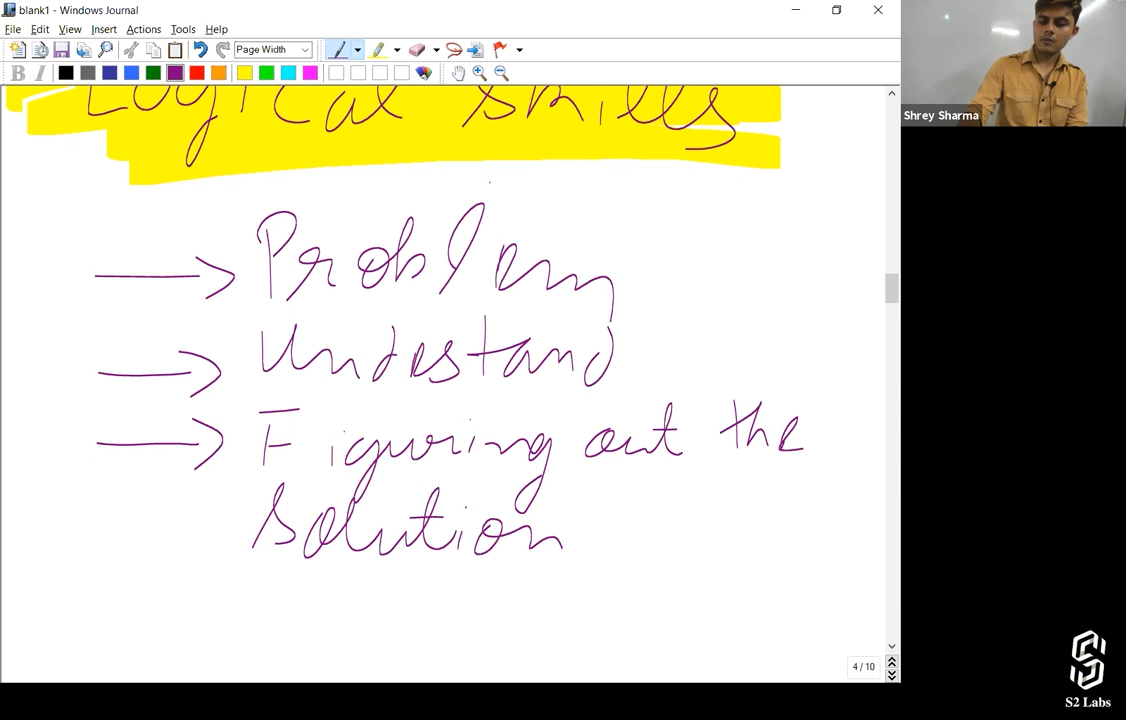 blank1 - Windows Journal
File Edit View Insert Actions Tools Help
Page Width
B I
Shrey Sharma
Logical Skills
Problem
Undestand
Figuring out the
Solution
4 / 10
S2 Labs